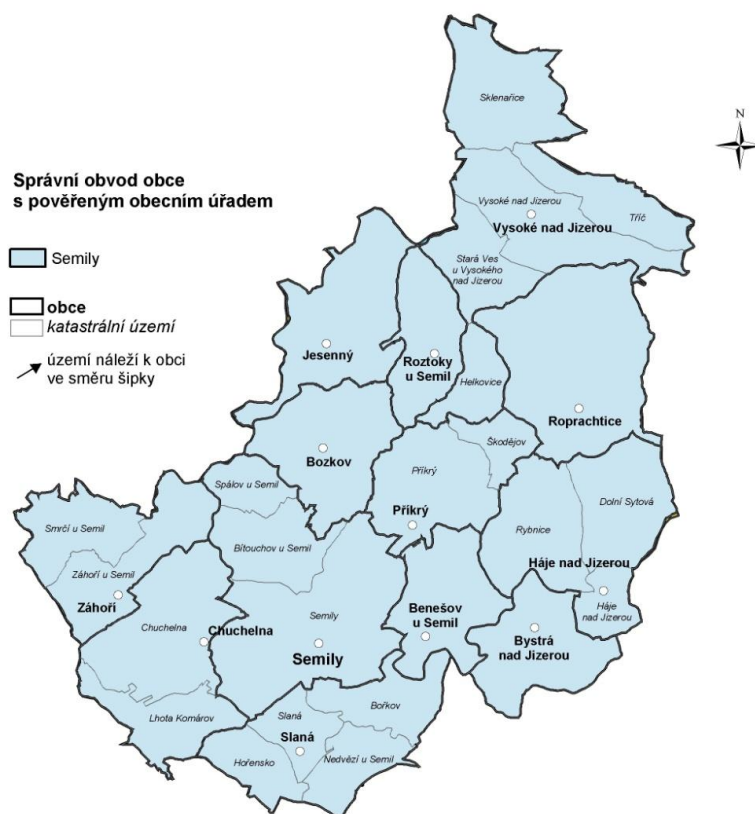 N
Správní obvod obce
s pověřeným obecním úřadem
Semily
obce
katastrální území
území náleží k obci
ve směru šipky
Sklenařice
Vysoké nad Jizerou
Vysoké nad Jizerou
Tříč
Stará Ves
u Vysokého
nad Jizerou
Jesenný
Roztoky
u Semil
Helkovice
Roprachtice
Bozkov
Škodějov
Příkrý
Příkrý
Spálov u Semil
Dolní Sytová
Rybnice
Smrčí u Semil
Bítouchov u Semil
Háje nad Jizerou
Záhoří u Semil
Záhoří
Háje
nad Jizerou
Benešov
u Semil
Semily
Semily
Chuchelna
Chuchelna
Bystrá
nad Jizerou
Bořkov
Slaná
Slaná
Lhota Komárov
Hořensko
Nedvězí u Semil